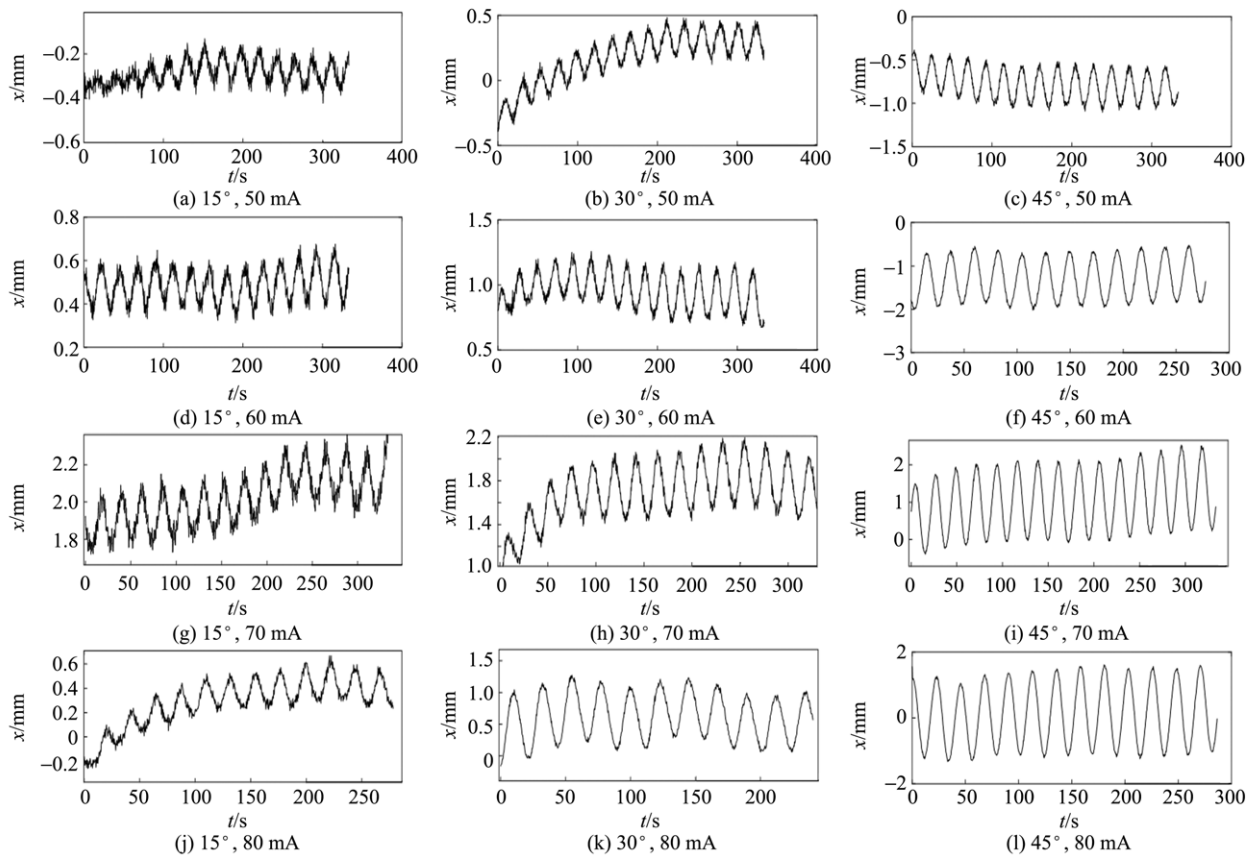 x/mm
−0.2
−0.4
−0.6
0 100 200 300 400
t/s
(a) 15°, 50 mA
x/mm
0.5
0
−0.5
0 100 200 300 400
t/s
(b) 30°, 50 mA
x/mm
0
−0.5
−1.0
−1.5
0 100 200 300 400
t/s
(c) 45°, 50 mA
x/mm
0.8
0.6
0.4
0.2
0 100 200 300 400
t/s
(d) 15°, 60 mA
x/mm
1.5
1.0
0.5
0 100 200 300 400
t/s
(e) 30°, 60 mA
x/mm
0
−1
−2
−3
0 50 100 150 200 250 300
t/s
(f) 45°, 60 mA
x/mm
2.2
2.0
1.8
0 50 100 150 200 250 300
t/s
(g) 15°, 70 mA
x/mm
2.2
1.8
1.4
1.0
0 50 100 150 200 250 300
t/s
(h) 30°, 70 mA
x/mm
2
1
0
0 50 100 150 200 250 300
t/s
(i) 45°, 70 mA
x/mm
0.6
0.4
0.2
0
−0.2
0 50 100 150 200 250
t/s
(j) 15°, 80 mA
x/mm
1.5
1.0
0.5
0
0 50 100 150 200
t/s
(k) 30°, 80 mA
x/mm
2
0
−2
0 50 100 150 200 250 300
t/s
(l) 45°, 80 mA